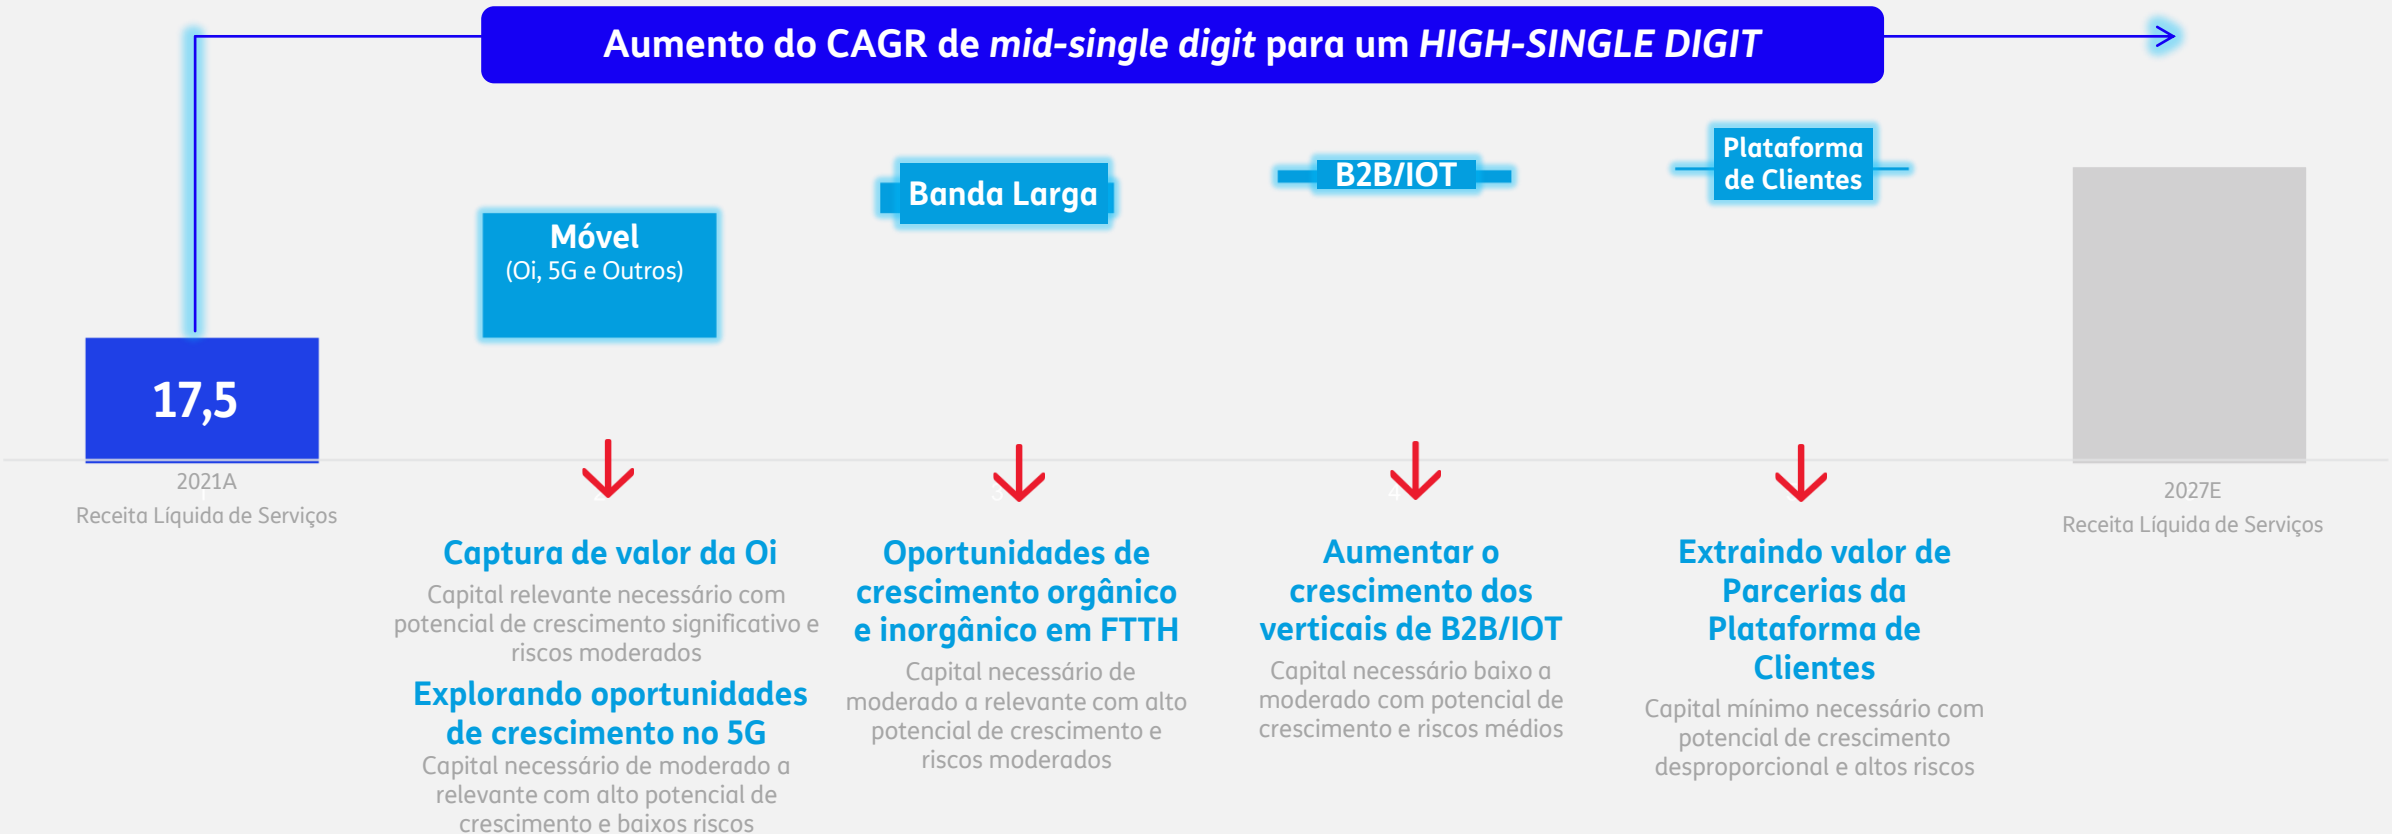 Aumento do CAGR de mid-single digit para um HIGH-SINGLE DIGIT
17,5
Móvel
(Oi, 5G e Outros)
Banda Larga
B2B/IOT
Plataforma
de Clientes
2021A
1
Receita Líquida de Serviços
3
4
2027E
Receita Líquida de Serviços
Captura de valor da Oi
Capital relevante necessário com
potencial de crescimento significativo e
riscos moderados
Explorando oportunidades
de crescimento no 5G
Capital necessário de moderado a
relevante com alto potencial de
crescimento e baixos riscos
Oportunidades de
crescimento orgânico
e inorgânico em FTTH
Capital necessário de
moderado a relevante com alto
potencial de crescimento e
riscos moderados
Aumentar o
crescimento dos
verticais de B2B/IOT
Capital necessário baixo a
moderado com potencial de
crescimento e riscos médios
Extraindo valor de
Parcerias da
Plataforma de
Clientes
Capital mínimo necessário com
potencial de crescimento
desproporcional e altos riscos